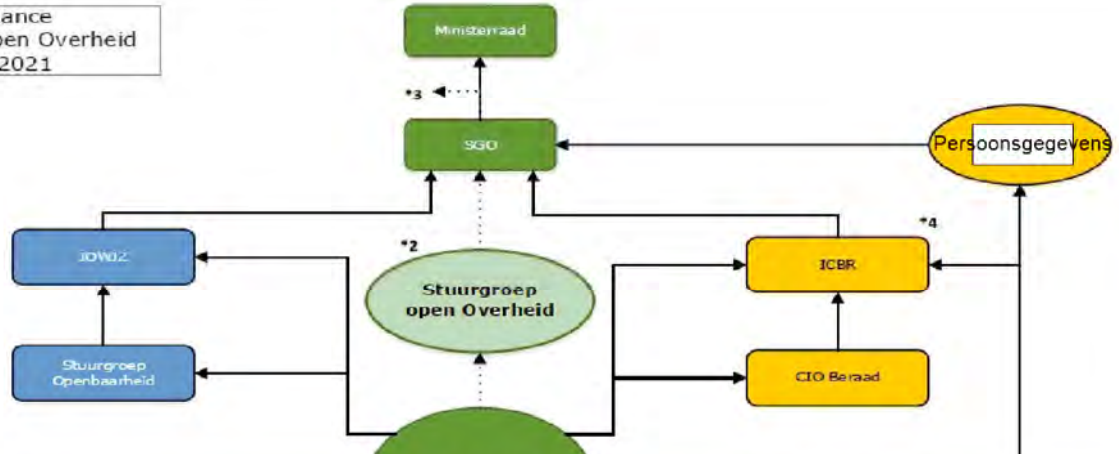 ance
pen Overheid
2021
Ministerraad
*3
SGO
Persoonsgegevens
*2
*4
ICBR
Stuurgroep
open Overheid
Stuurgroep
Openbaarheid
CIO Beraad